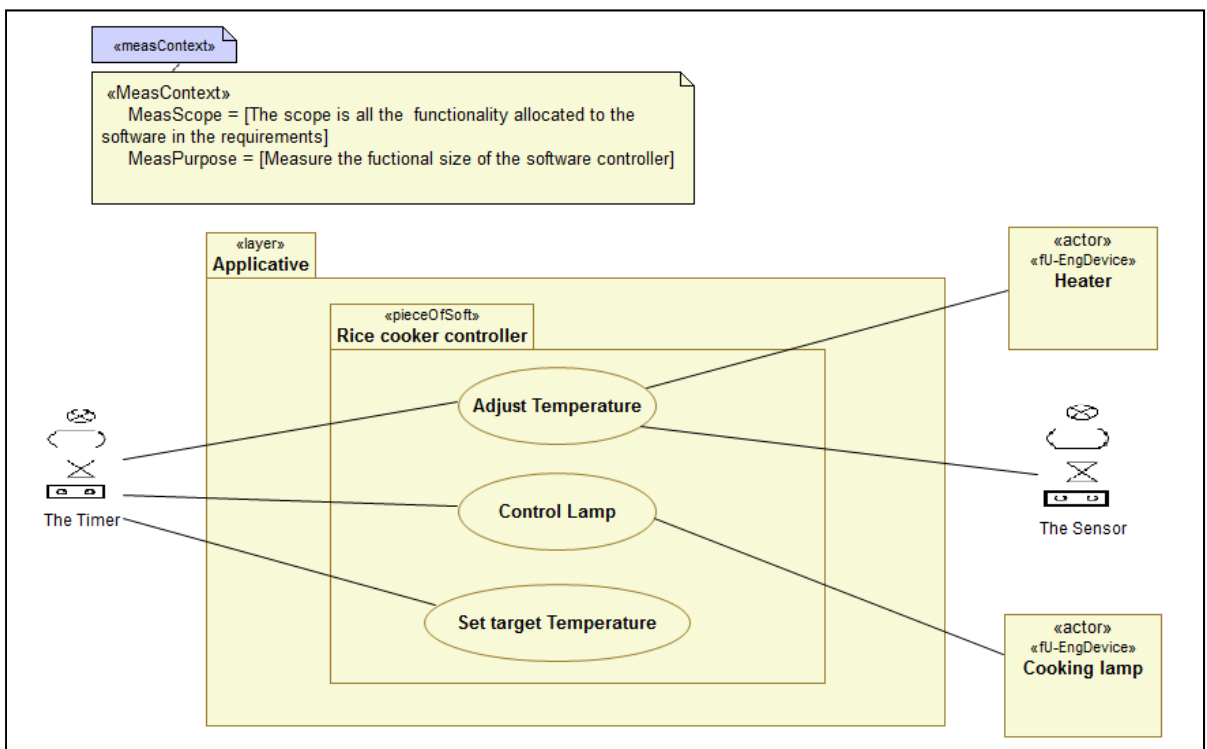 «measContext»
«MeasContext»
MeasScope = [The scope is all the functionality allocated to the
software in the requirements]
MeasPurpose = [Measure the fuctional size of the software controller]
«layer»
Applicative
«pieceOfSoft»
Rice cooker controller
Adjust Temperature
Control Lamp
Set target Temperature
The Timer
«actor»
«fU-EngDevice»
Heater
The Sensor
«actor»
«fU-EngDevice»
Cooking lamp